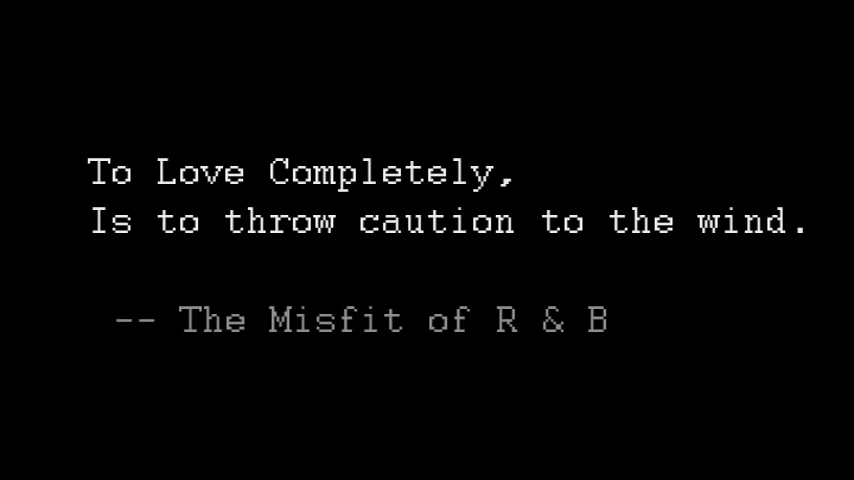 To Love Completely,
Is to throw caution to the wind.
-- The Misfit of R & B